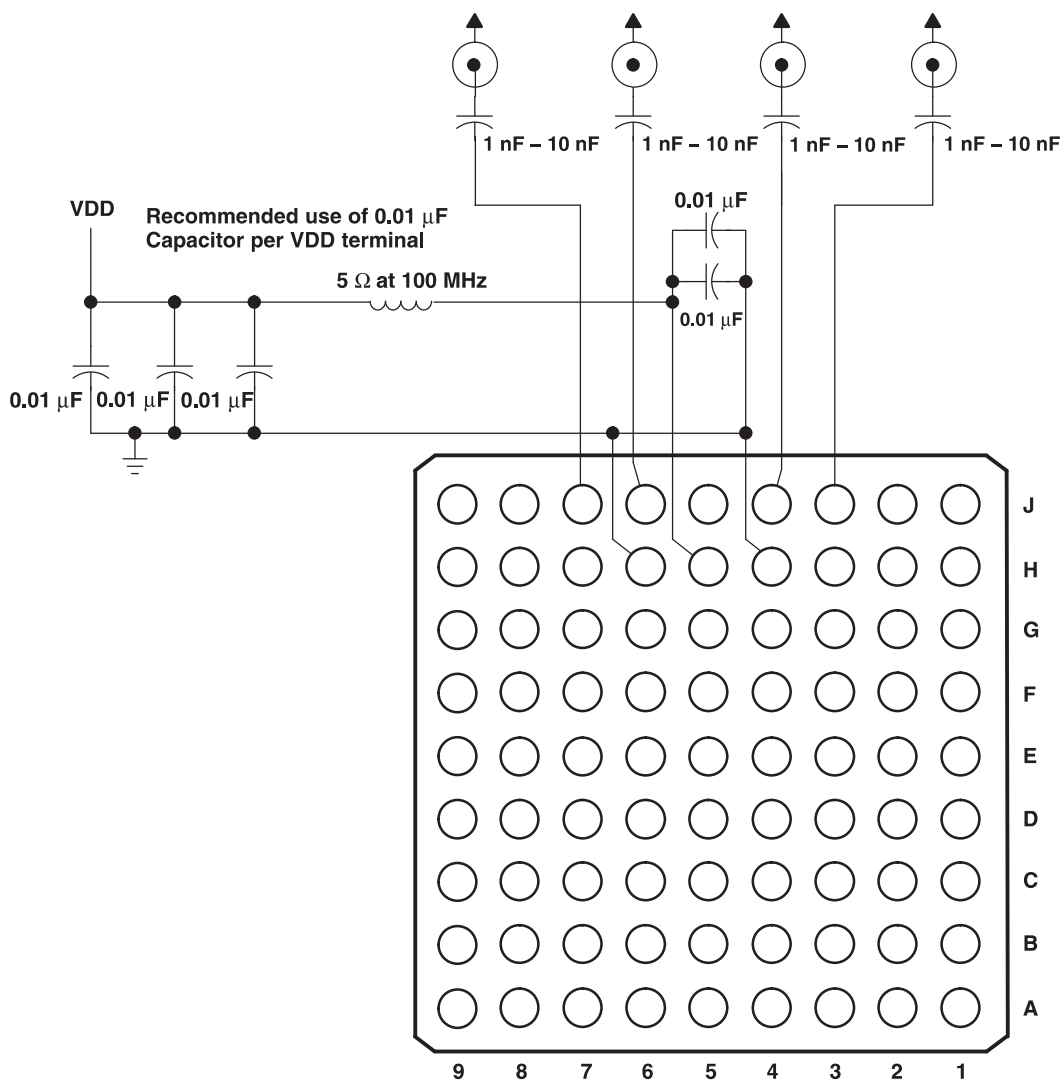 1 nF – 10 nF 1 nF – 10 nF 1 nF – 10 nF 1 nF – 10 nF
VDD
Recommended use of 0.01 μF
Capacitor per VDD terminal
0.01 μF
5 Ω at 100 MHz
0.01 μF
0.01 μF 0.01 μF 0.01 μF
J
H
G
F
E
D
C
B
A
9 8 7 6 5 4 3 2 1